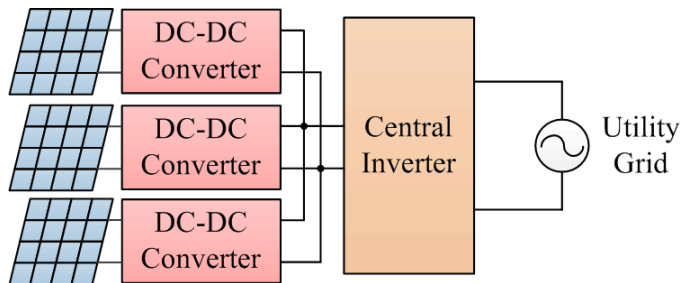 DC-DC
Converter
DC-DC
Converter
DC-DC
Converter
Central
Inverter
Utility
Grid